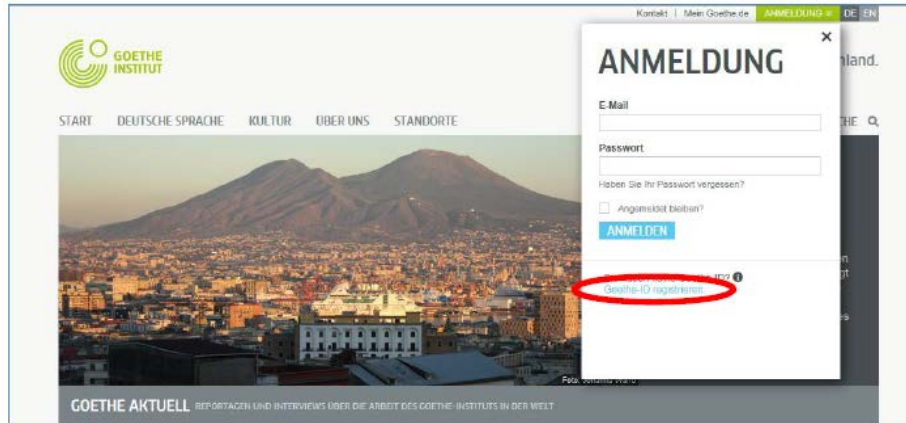 Kontakt | Mein Goethe.de ANMELDUNG DE EN
GOETHE
INSTITUT
START DEUTSCHE SPRACHE KULTUR ÜBER UNS STANDORTE
ANMELDUNG
E-Mail
Passwort
Haben Sie Ihr Passwort vergessen?
Angemeldet bleiben?
ANMELDEN
Goethe-ID registrieren
GOETHE AKTUELL REPORTAGEN UND INTERVIEWS ÜBER DIE ARBEIT DES GOETHE-INSTITUTS IN DER WELT